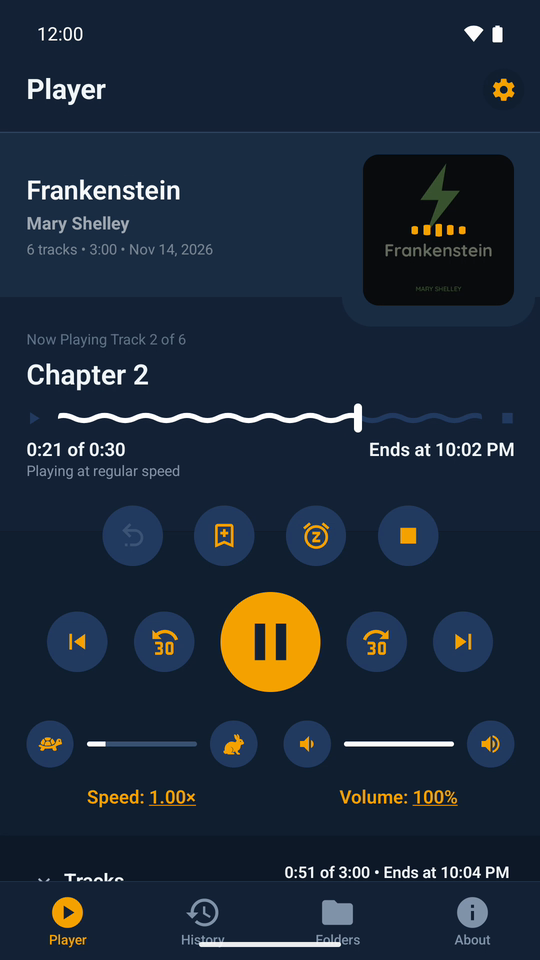 12:00
Player
Frankenstein
Mary Shelley
6 tracks • 3:00 • Nov 14, 2026
Frankenstein
MARY SHELLEY
Now Playing Track 2 of 6
Chapter 2
0:21 of 0:30
Ends at 10:02 PM
Playing at regular speed
z
30
30
Speed: 1.00×
Volume: 100%
Tracks
0:51 of 3:00 • Ends at 10:04 PM
Player
History
Folders
About